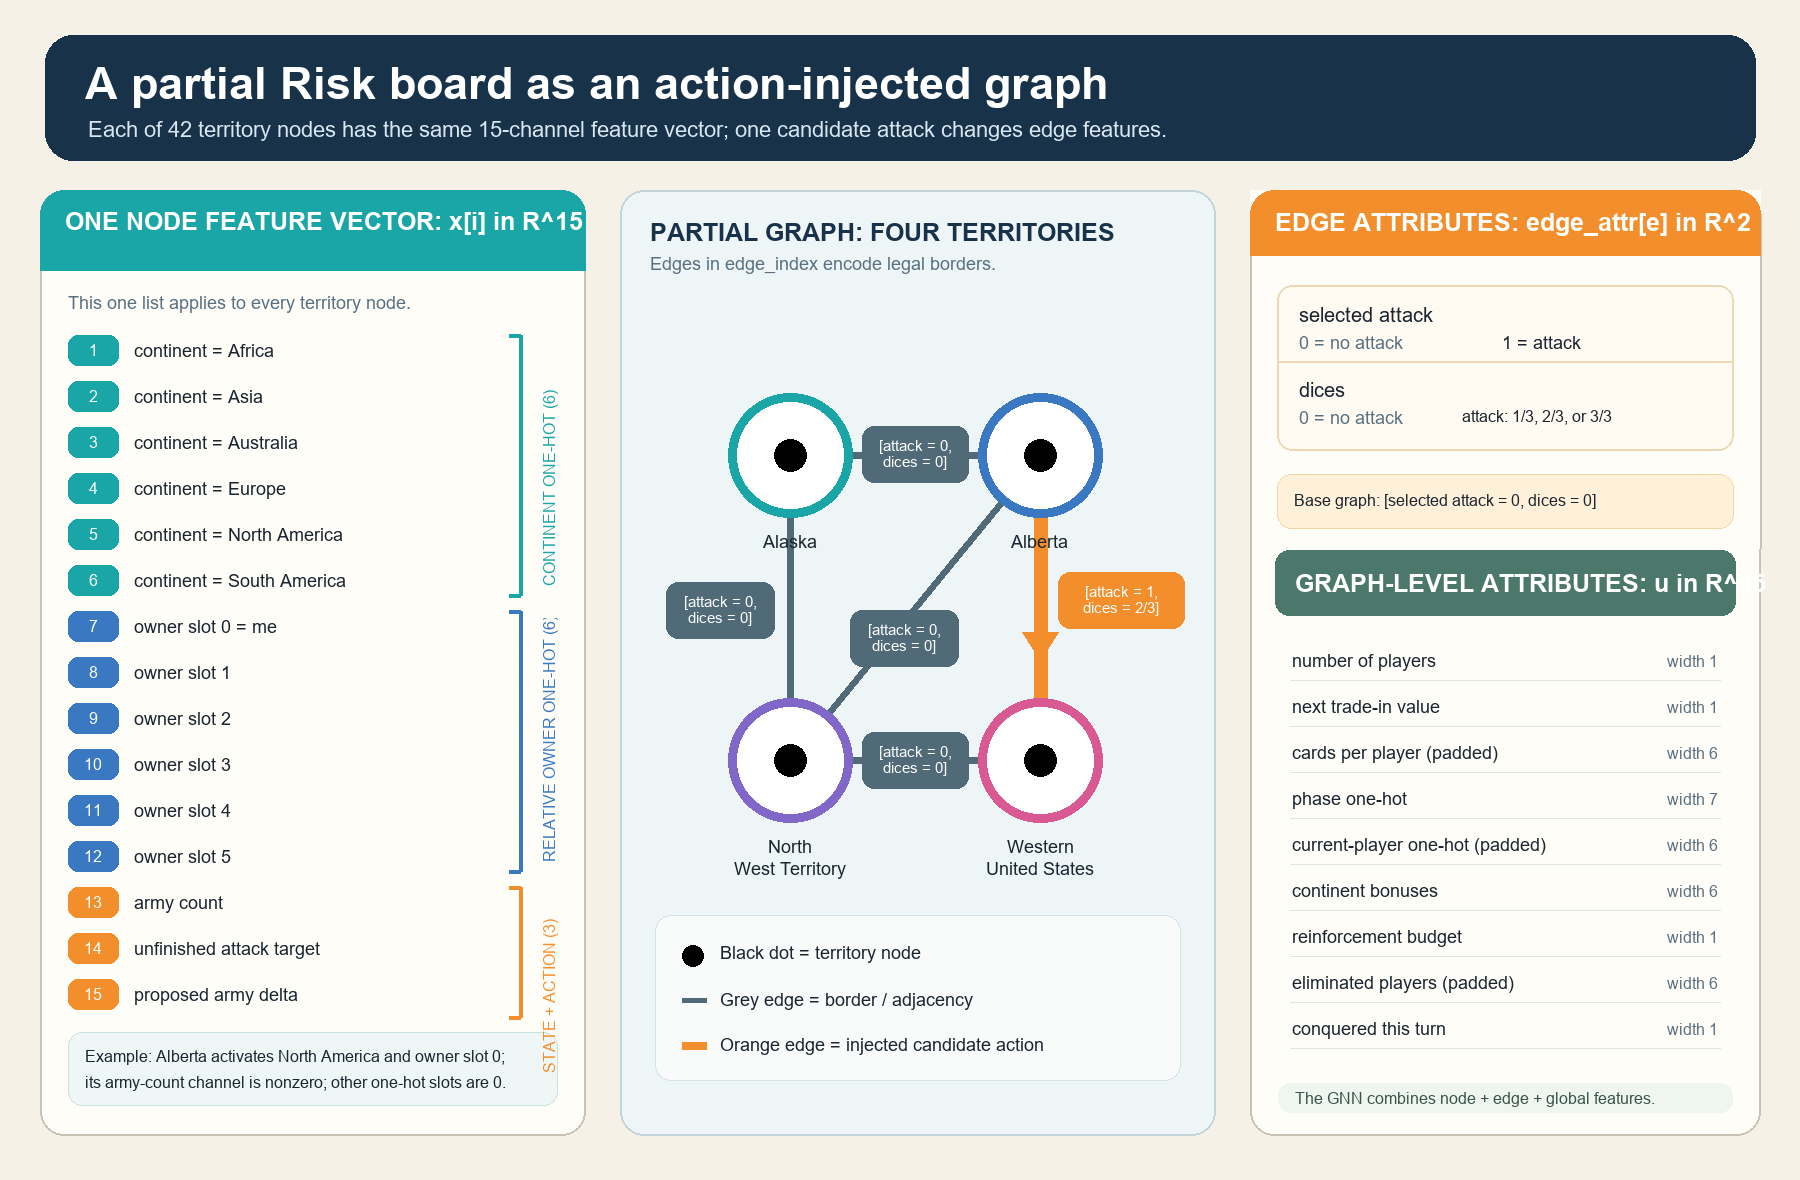 A partial Risk board as an action-injected graph
Each of 42 territory nodes has the same 15-channel feature vector; one candidate attack changes edge features.
ONE NODE FEATURE VECTOR: x[i] in R^15
This one list applies to every territory node.
1 continent = Africa
2 continent = Asia
3 continent = Australia
4 continent = Europe
5 continent = North America
6 continent = South America
CONTINENT ONE-HOT (6)
7 owner slot 0 = me
8 owner slot 1
9 owner slot 2
10 owner slot 3
11 owner slot 4
12 owner slot 5
RELATIVE OWNER ONE-HOT (6)
13 army count
14 unfinished attack target
15 proposed army delta
STATE + ACTION (3)
Example: Alberta activates North America and owner slot 0;
its army-count channel is nonzero; other one-hot slots are 0.
PARTIAL GRAPH: FOUR TERRITORIES
Edges in edge_index encode legal borders.
[attack = 0,
dices = 0]
Alaska
Alberta
[attack = 0,
dices = 0]
[attack = 0,
dices = 0]
[attack = 1,
dices = 2/3]
[attack = 0,
dices = 0]
North
West Territory
Western
United States
Black dot = territory node
Grey edge = border / adjacency
Orange edge = injected candidate action
EDGE ATTRIBUTES: edge_attr[e] in R^2
selected attack
0 = no attack 1 = attack
dices
0 = no attack attack: 1/3, 2/3, or 3/3
Base graph: [selected attack = 0, dices = 0]
GRAPH-LEVEL ATTRIBUTES: u in
number of players width 1
next trade-in value width 1
cards per player (padded) width 6
phase one-hot width 7
current-player one-hot (padded) width 6
continent bonuses width 6
reinforcement budget width 1
eliminated players (padded) width 6
conquered this turn width 1
The GNN combines node + edge + global features.